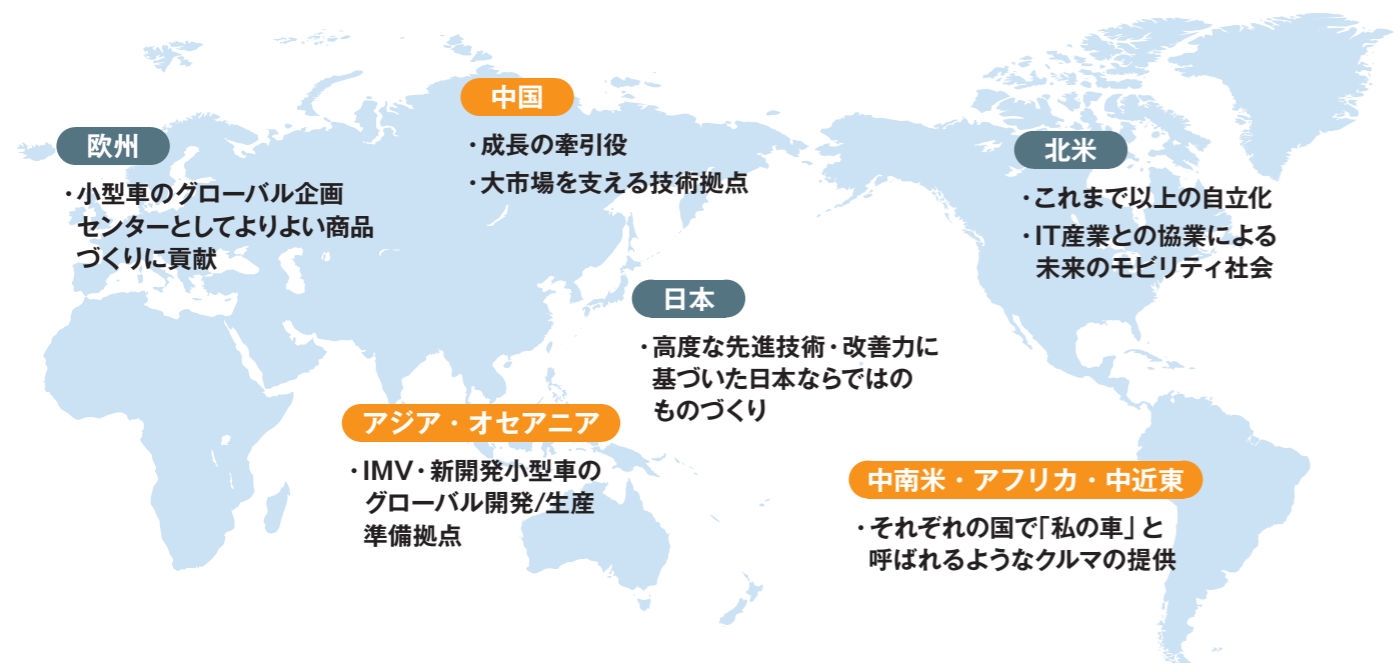 欧州
・小型車のグローバル企画
センターとしてよりよい商品
づくりに貢献
中国
・成長の牽引役
・大市場を支える技術拠点
北米
・これまで以上の自立化
・IT産業との協業による
未来のモビリティ社会
日本
・高度な先進技術・改善力に
基づいた日本ならではの
ものづくり
アジア・オセアニア
・IMV・新開発小型車の
グローバル開発/生産
準備拠点
中南米・アフリカ・中近東
・それぞれの国で「私の車」と
呼ばれるようなクルマの提供